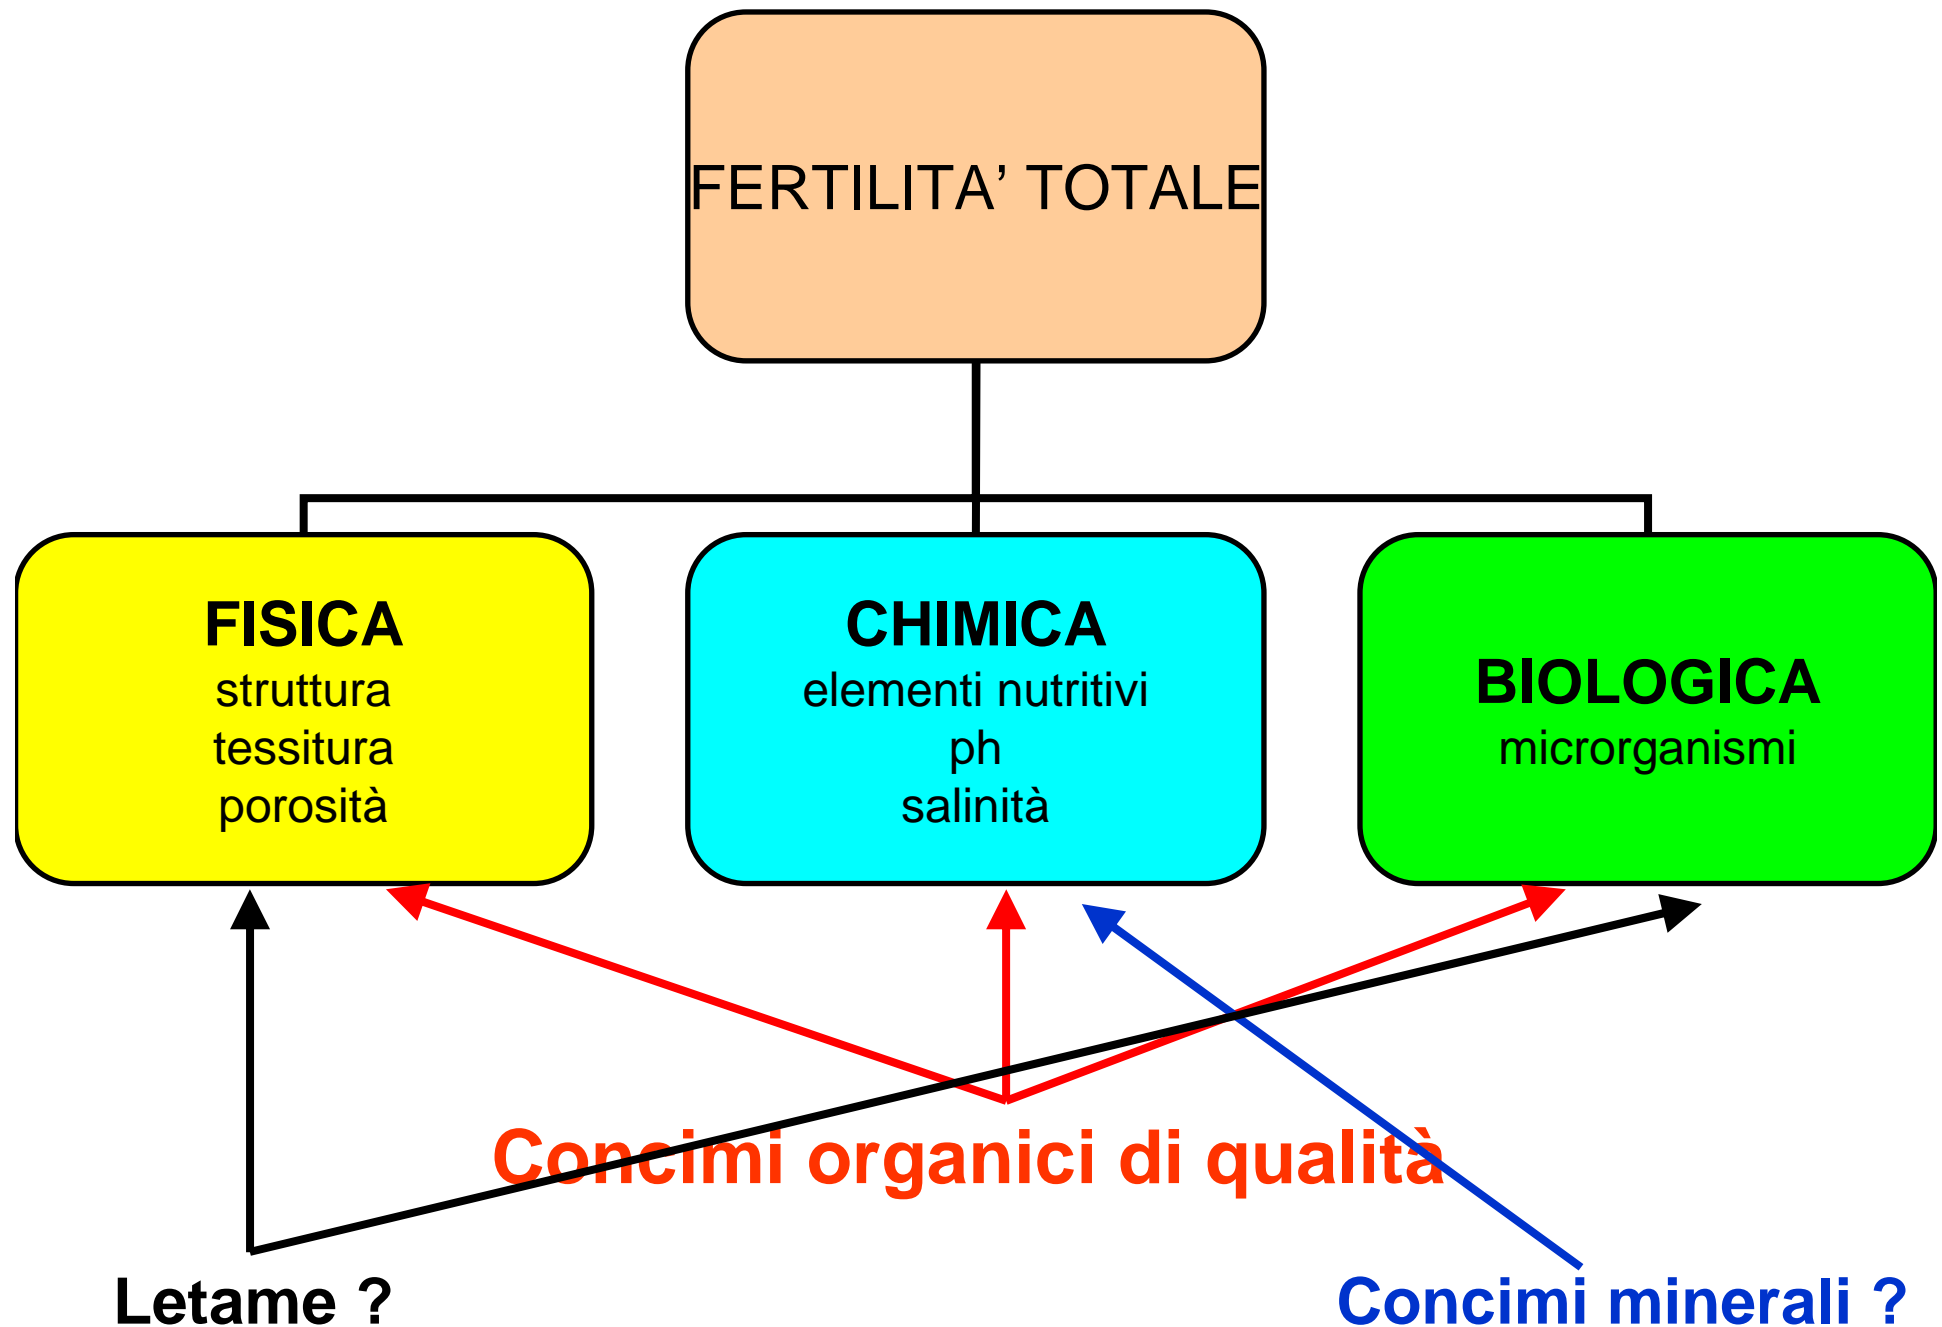 FERTILITA’ TOTALE
FISICA
struttura
tessitura
porosità
CHIMICA
elementi nutritivi
ph
salinità
BIOLOGICA
microrganismi
Concimi organici di qualità
Letame ?
Concimi minerali ?